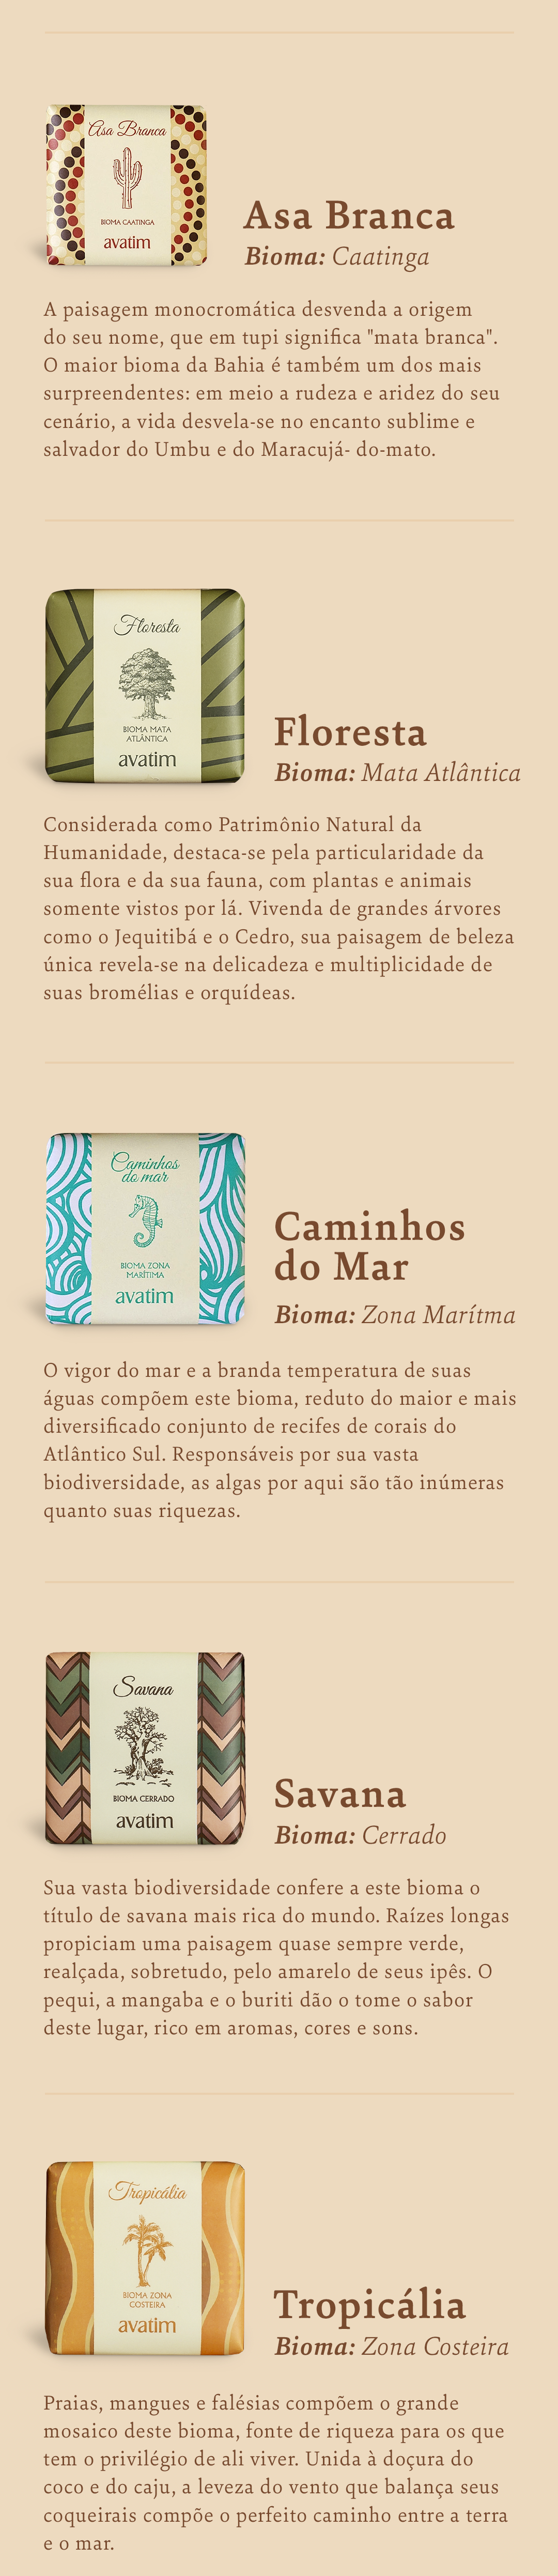 Asa Branca
BIOMA CAATINGA
avatim
Asa Branca
Bioma: Caatinga
A paisagem monocromática desvenda a origem
do seu nome, que em tupi significa "mata branca".
O maior bioma da Bahia é também um dos mais
surpreendentes: em meio a rudeza e aridez do seu
cenário, a vida desvela-se no encanto sublime e
salvador do Umbu e do Maracujá- do-mato.
Floresta
BIOMA MATA
ATLÂNTICA
avatim
Floresta
Bioma: Mata Atlântica
Considerada como Patrimônio Natural da
Humanidade, destaca-se pela particularidade da
sua flora e da sua fauna, com plantas e animais
somente vistos por lá. Vivenda de grandes árvores
como o Jequitibá e o Cedro, sua paisagem de beleza
única revela-se na delicadeza e multiplicidade de
suas bromélias e orquídeas.
Caminhos
do mar
BIOMA ZONA
MARÍTIMA
avatim
Caminhos
do Mar
Bioma: Zona Marítma
O vigor do mar e a branda temperatura de suas
águas compõem este bioma, reduto do maior e mais
diversificado conjunto de recifes de corais do
Atlântico Sul. Responsáveis por sua vasta
biodiversidade, as algas por aqui são tão inúmeras
quanto suas riquezas.
Savana
BIOMA CERRADO
avatim
Savana
Bioma: Cerrado
Sua vasta biodiversidade confere a este bioma o
título de savana mais rica do mundo. Raízes longas
propiciam uma paisagem quase sempre verde,
realçada, sobretudo, pelo amarelo de seus ipês. O
pequi, a mangaba e o buriti dão o tome o sabor
deste lugar, rico em aromas, cores e sons.
Tropicália
BIOMA ZONA
COSTEIRA
avatim
Tropicália
Bioma: Zona Costeira
Praias, mangues e falésias compõem o grande
mosaico deste bioma, fonte de riqueza para os que
tem o privilégio de ali viver. Unida à doçura do
coco e do caju, a leveza do vento que balança seus
coqueirais compõe o perfeito caminho entre a terra
e o mar.